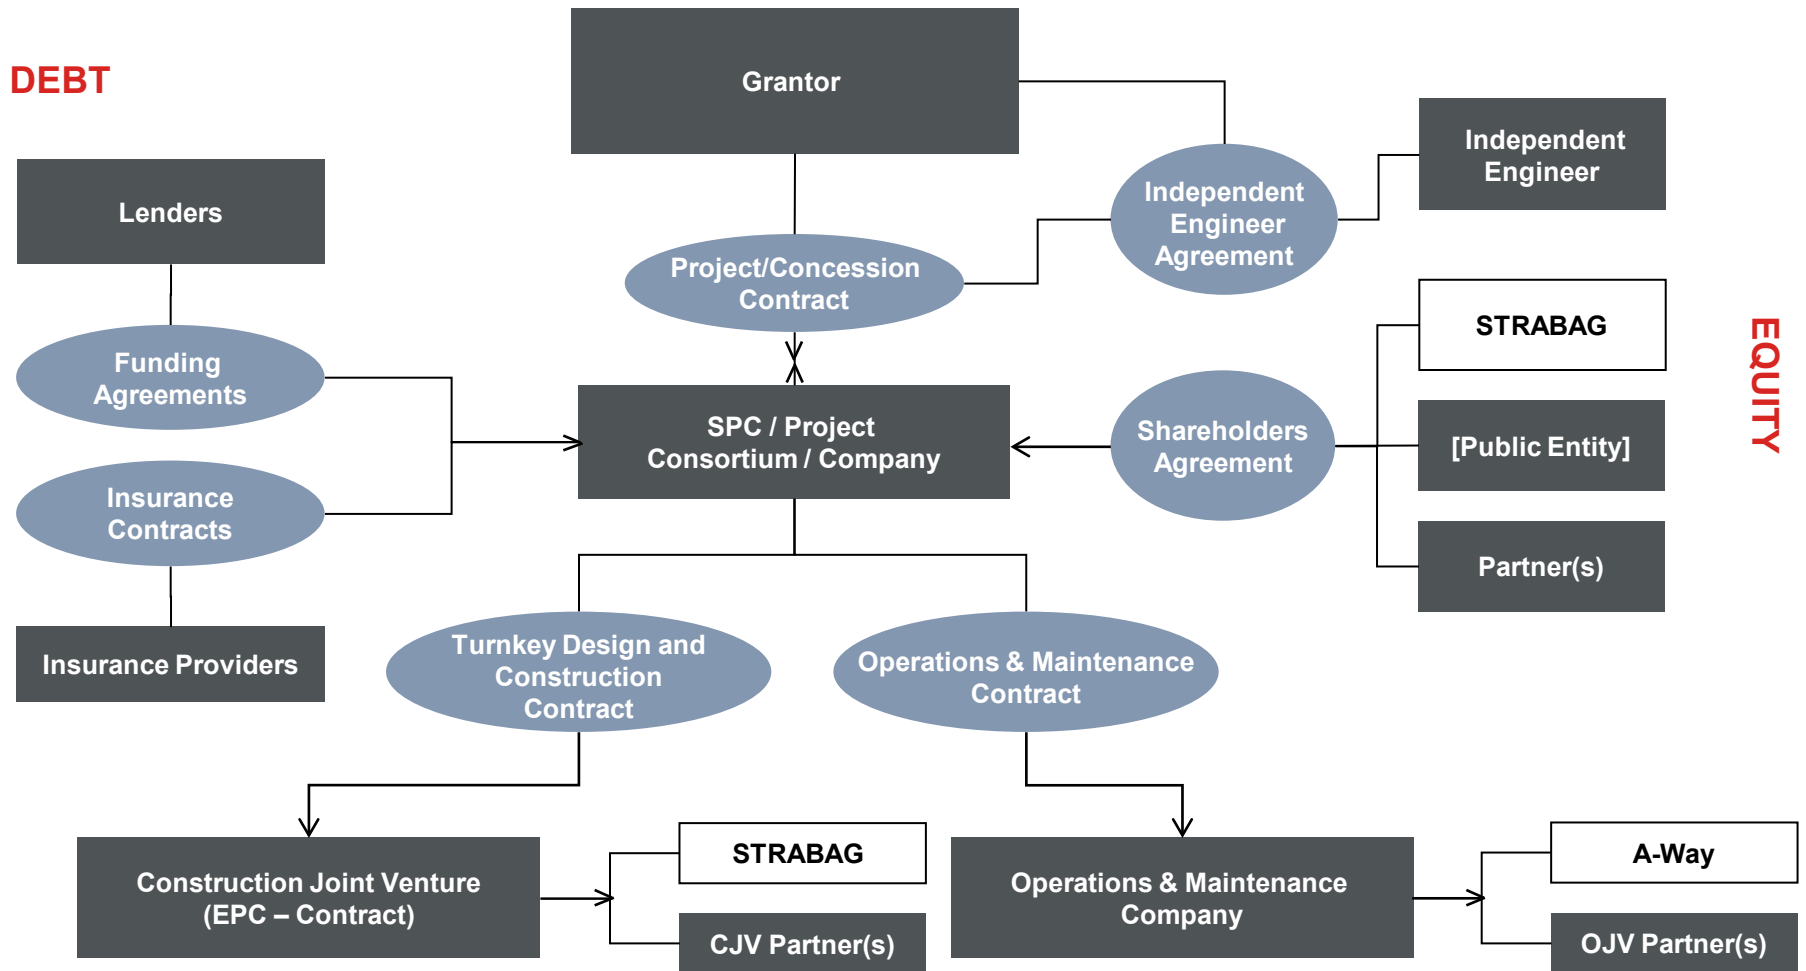 DEBT
Grantor
Independent
Engineer
Lenders
Independent
Engineer
Agreement
Project/Concession
Contract
STRABAG
EQUITY
Funding
Agreements
SPC / Project
Consortium / Company
Shareholders
Agreement
[Public Entity]
Insurance
Contracts
Partner(s)
Insurance Providers
Turnkey Design and
Construction
Contract
Operations & Maintenance
Contract
Construction Joint Venture
(EPC – Contract)
STRABAG
CJV Partner(s)
Operations & Maintenance
Company
A-Way
OJV Partner(s)